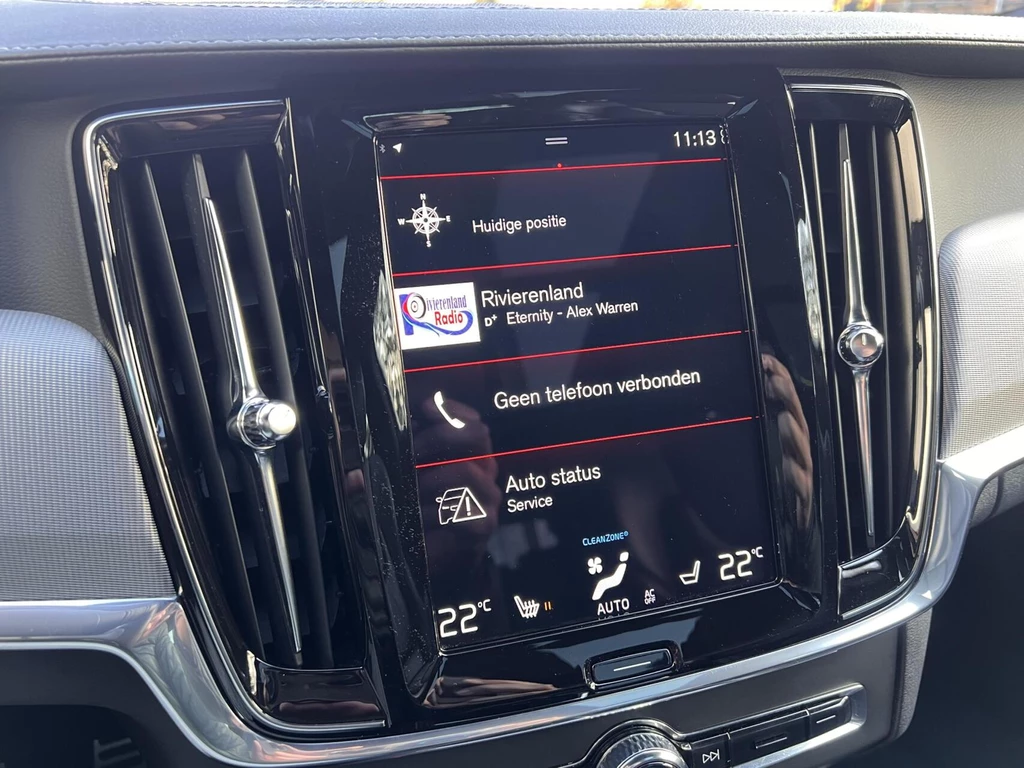 11:13
N
W E
S
Huidige positie
Rivierenland
Rivierenland
Radio
D+ Eternity - Alex Warren
Geen telefoon verbonden
Auto status
Service
CLEANZONE®
22°C
AUTO
AC
OFF
22°C